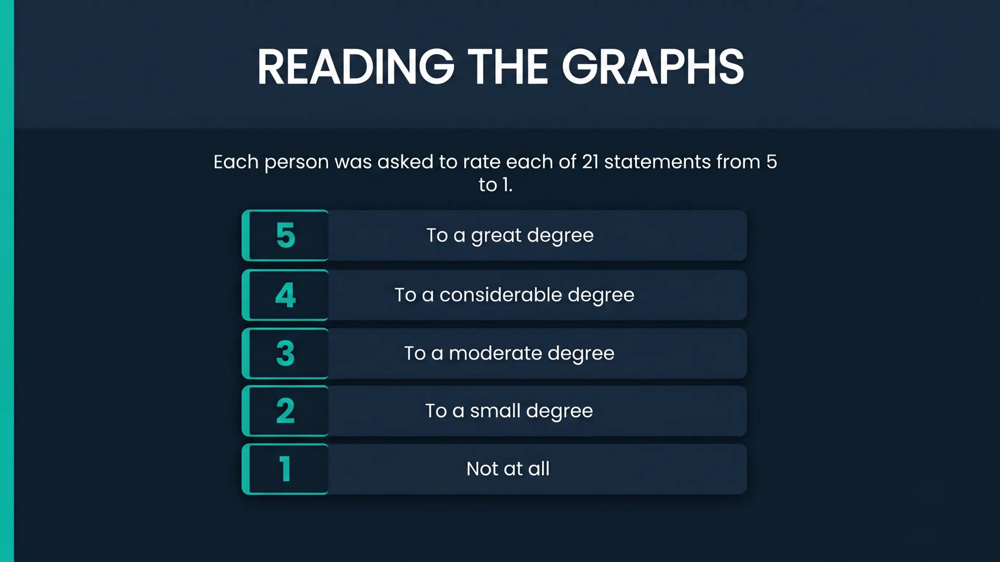 READING THE GRAPHS
Each person was asked to rate each of 21 statements from 5
to 1.
5 To a great degree
4 To a considerable degree
3 To a moderate degree
2 To a small degree
1 Not at all